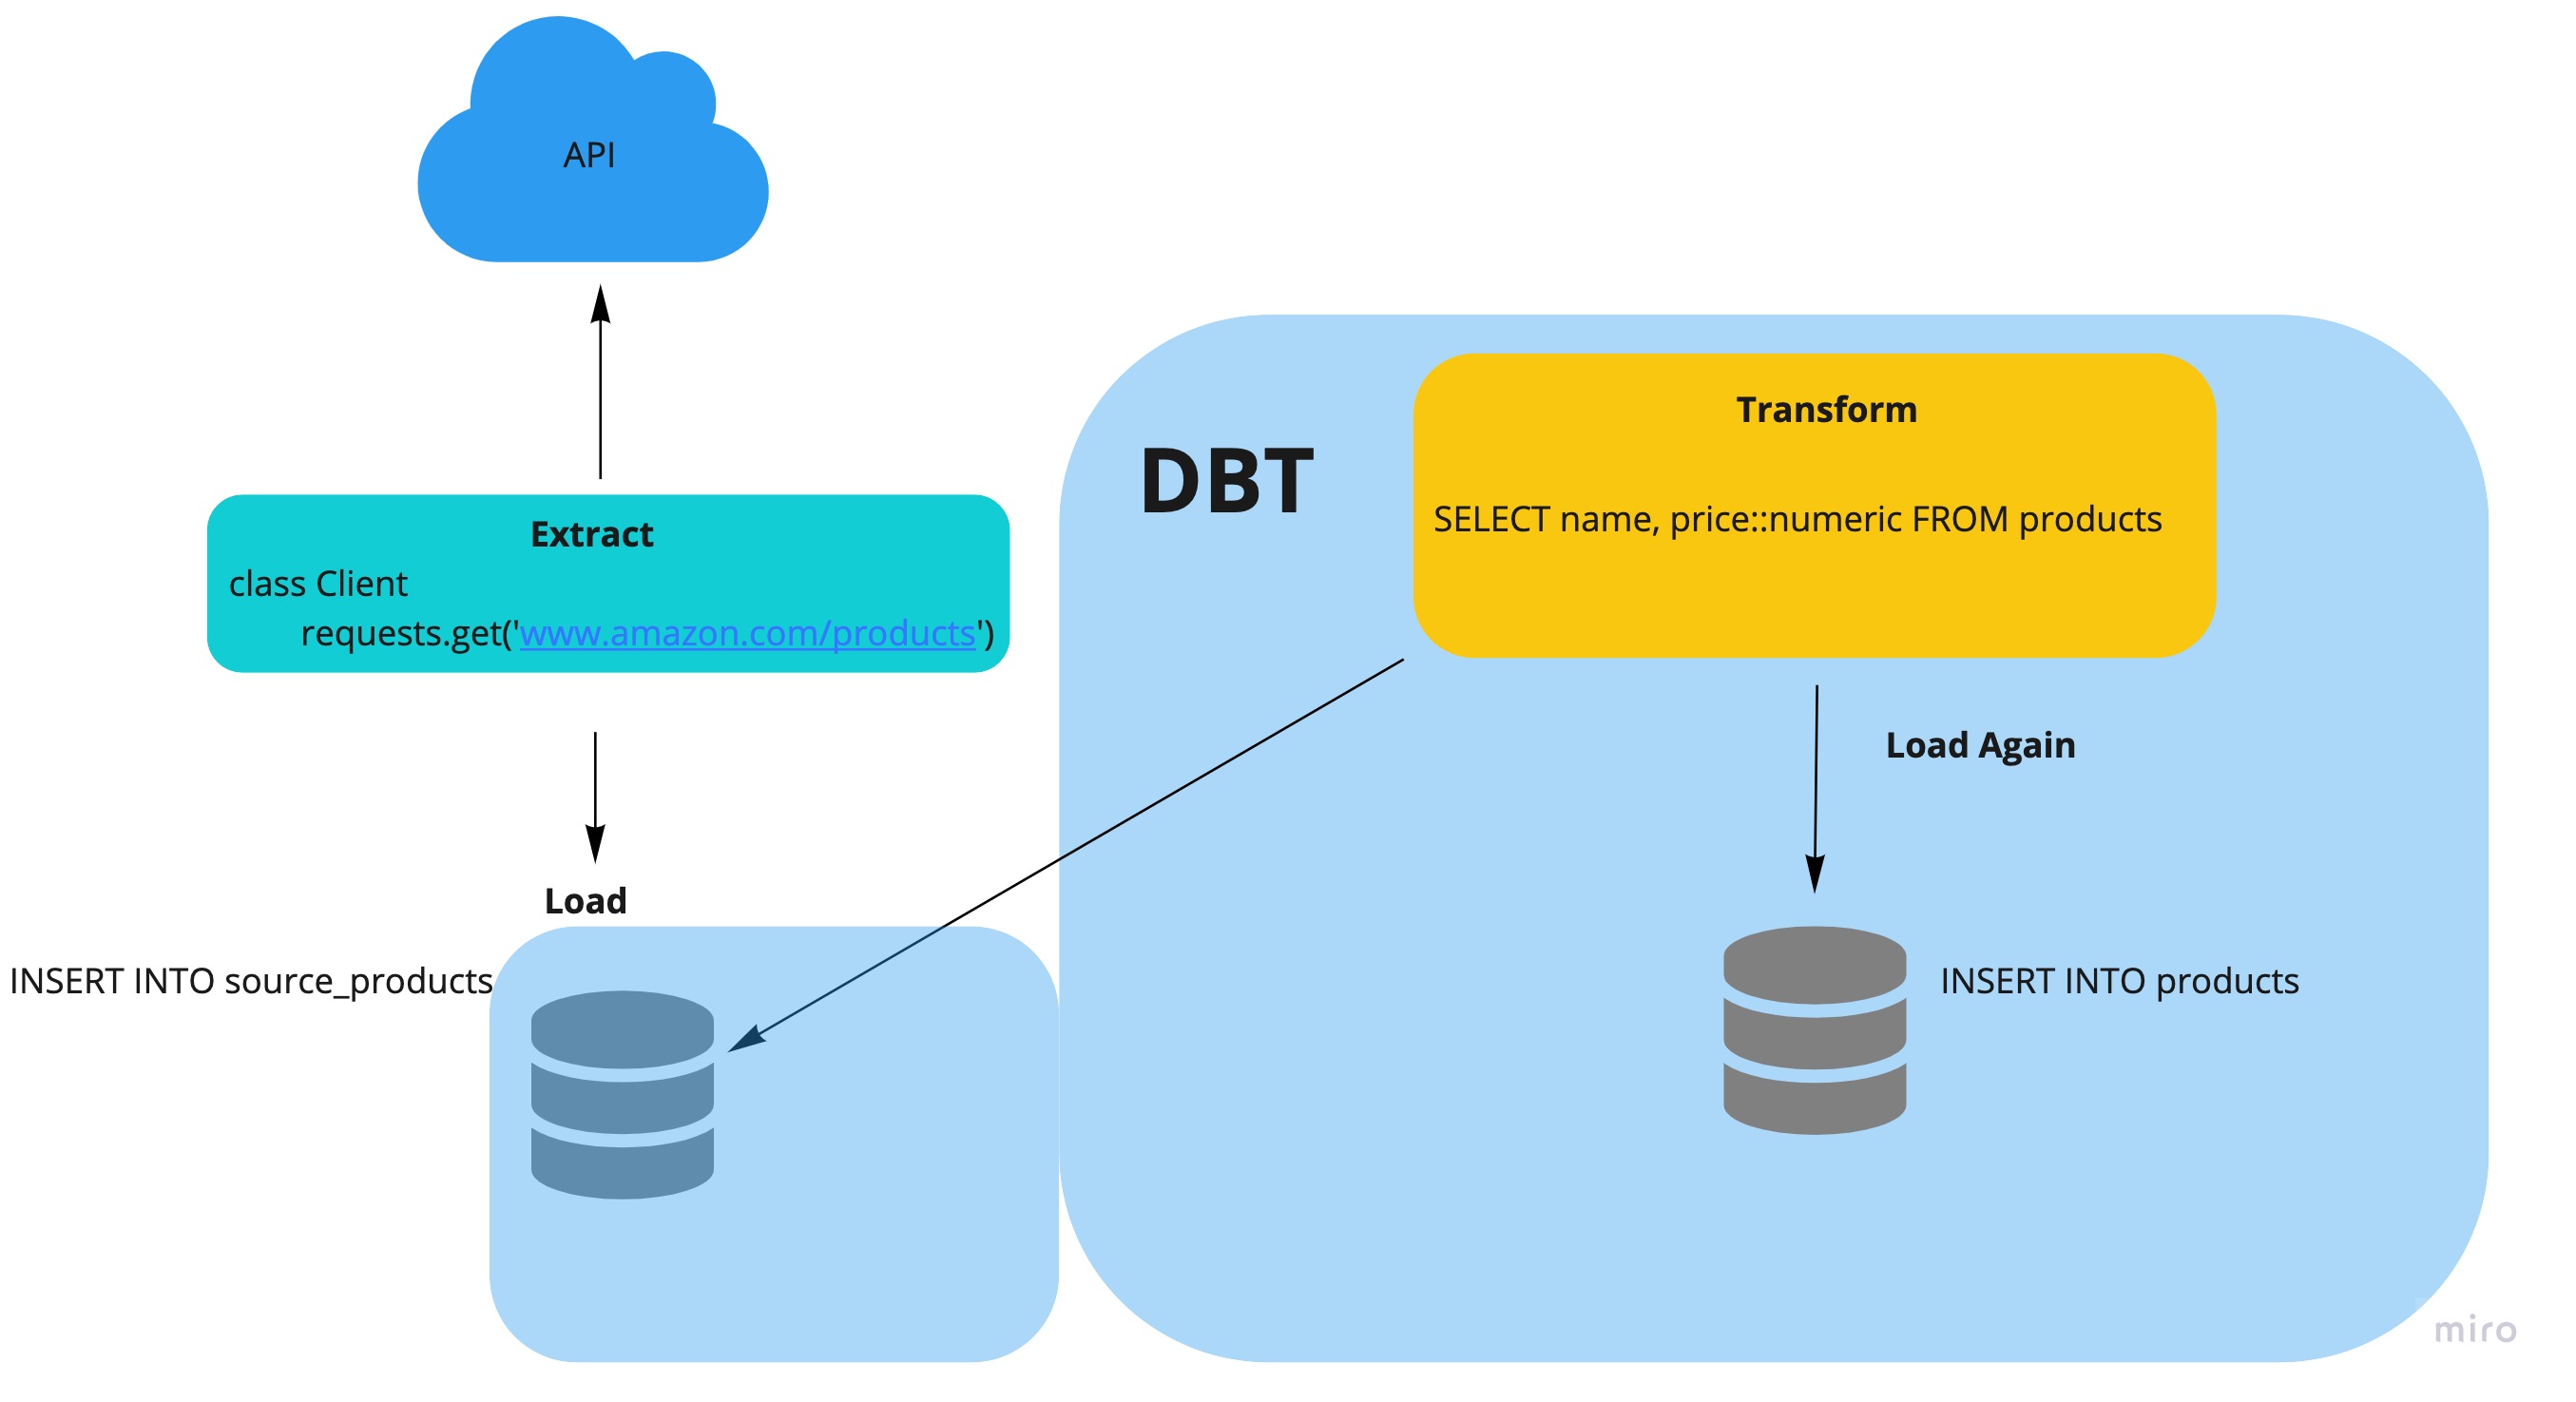 API
Extract
class Client
requests.get('www.amazon.com/products')
Load
INSERT INTO source_products
DBT
Transform
SELECT name, price::numeric FROM products
Load Again
INSERT INTO products
miro